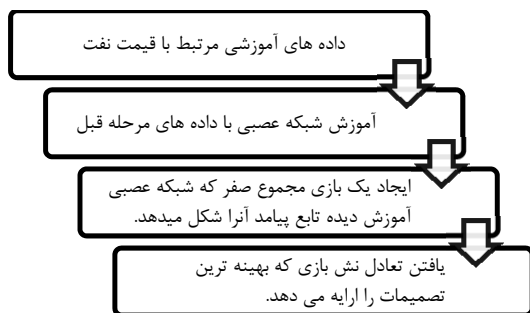 داده های آموزشی مرتبط با قیمت نفت
آموزش شبکه عصبی با داده های مرحله قبل
ایجاد یک بازی مجموع صفر که شبکه عصبی
آموزش دیده تابع پیامد آنرا شکل میدهد.
یافتن تعادل نش بازی که بهینه ترین
تصمیمات را ارایه می دهد.